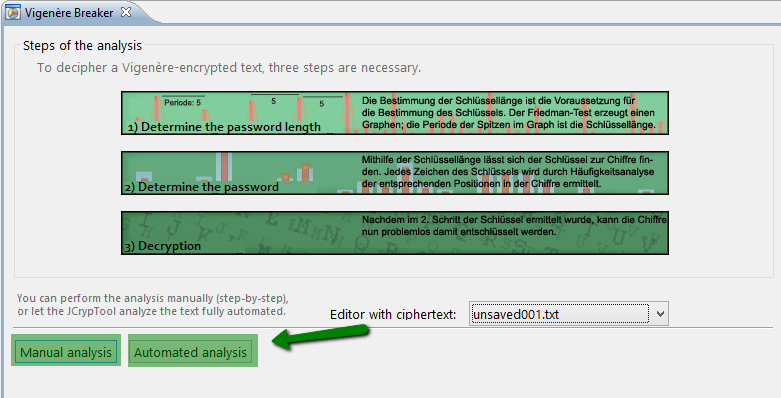 Vigenère Breaker
Steps of the analysis
To decipher a Vigenère-encrypted text, three steps are necessary.
Periode: 5
5
5
Die Bestimmung der Schlüssellänge ist die Voraussetzung für
die Bestimmung des Schlüssels. Der Friedman-Test erzeugt einen
Graphen; die Periode der Spitzen im Graph ist die Schlüssellänge.
1) Determine the password length
Mithilfe der Schlüssellänge lässt sich der Schlüssel zur Chiffre fin-
den. Jedes Zeichen des Schlüssels wird durch Häufigkeitsanalyse
der entsprechenden Positionen in der Chiffre ermittelt.
2) Determine the password
Nachdem im 2. Schritt der Schlüssel ermittelt wurde, kann die Chiffre
nun problemlos damit entschlüsselt werden.
3) Decryption
You can perform the analysis manually (step-by-step),
or let the JCrypTool analyze the text fully automated.
Editor with ciphertext:
unsaved001.txt
Manual analysis
Automated analysis